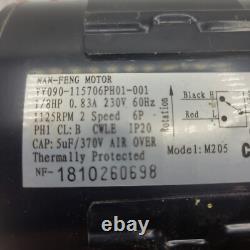 WAN-FENG MOTOR
YY090-115706PH01-001
1/8HP 0.83A 230V 60Hz
1125RPM 2 Speed 6P
PH1 CL: B CWLE IP20
CAP: 5uF/370V AIR OVER
Thermally Protected
NF-1810260698
Rotation
Black H
Red L
Model: M205